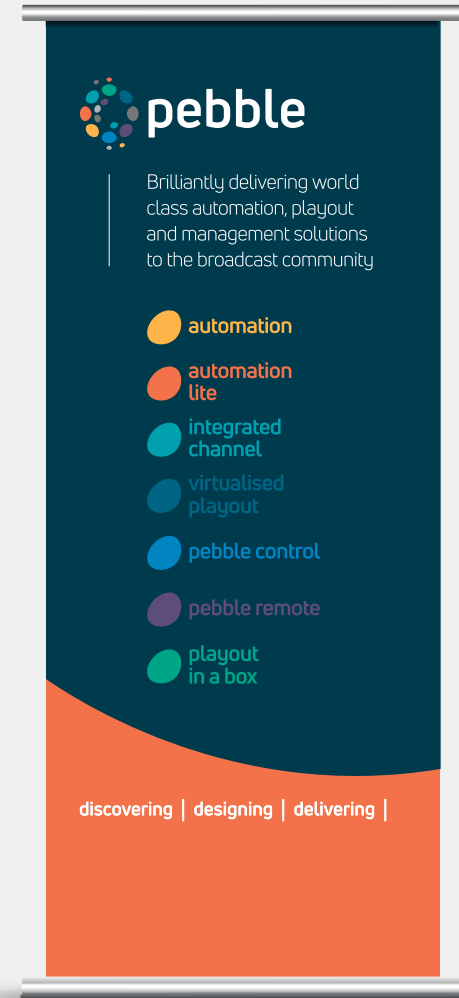 pebble
Brilliantly delivering world
class automation, playout
and management solutions
to the broadcast community
automation
automation
lite
integrated
channel
virtualised
playout
pebble control
pebble remote
playout
in a box
discovering | designing | delivering |